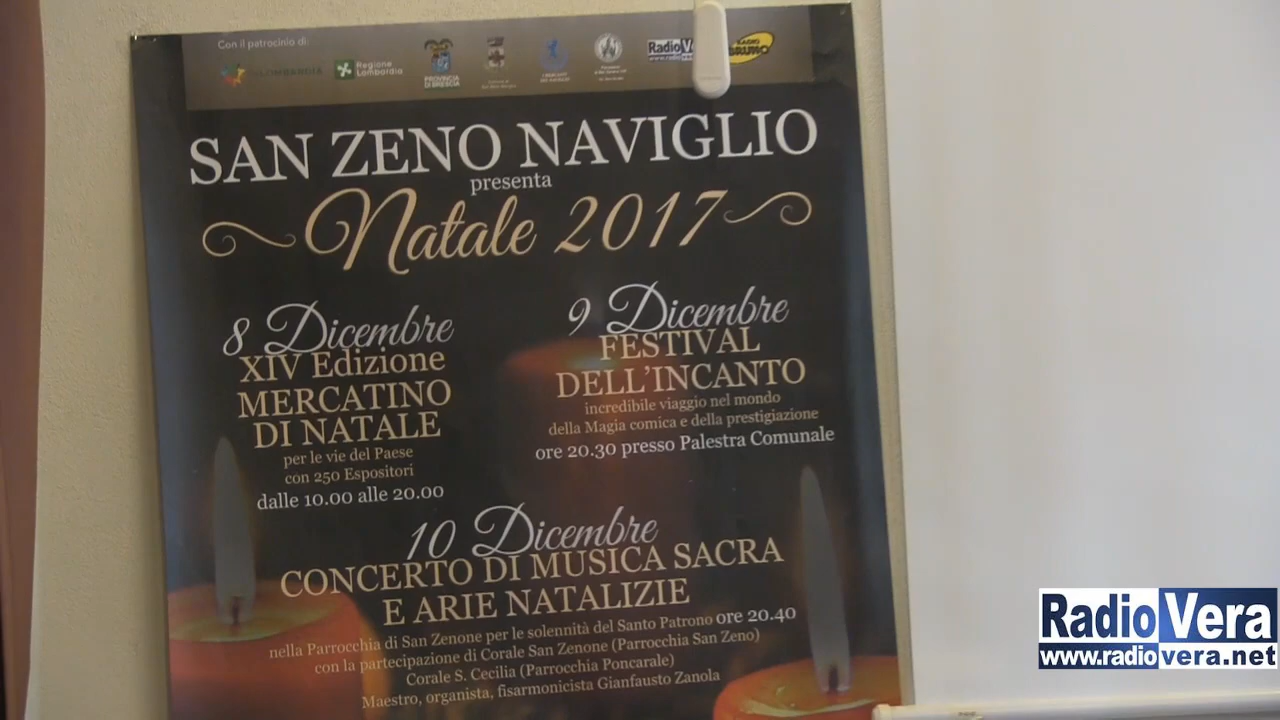 Con il patrocinio di:
Regione
Lombardia
PROVINCIA
DI BRESCIA
RadioV
RADIO
BRUNO
SAN ZENO NAVIGLIO
presenta
Natale 2017
8 Dicembre
XIV Edizione
MERCATINO
DI NATALE
per le vie del Paese
con 250 Espositori
dalle 10.00 alle 20.00
9 Dicembre
FESTIVAL
DELL'INCANTO
incredibile viaggio nel mondo
della Magia comica e della prestigiazione
ore 20.30 presso Palestra Comunale
10 Dicembre
CONCERTO DI MUSICA SACRA
E ARIE NATALIZIE
nella Parrocchia di San Zenone per le solennità del Santo Patrono ore 20.40
con la partecipazione di Corale San Zenone (Parrocchia San Zeno)
Corale S. Cecilia (Parrocchia Poncarale)
Maestro, organista, fisarmonicista Gianfausto Zanola
RadioVera
www.radiovera.net